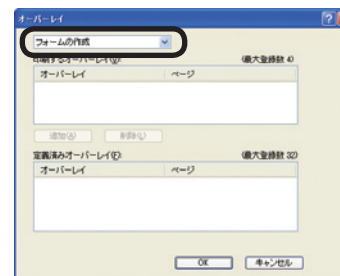 オーバーレイ
フォームの作成
印刷するオーバーレイ(V): (最大登録数 4)
オーバーレイ ページ
追加(A) 削除(L)
定義済みオーバーレイ(F): (最大登録数 32)
オーバーレイ ページ
OK キャンセル